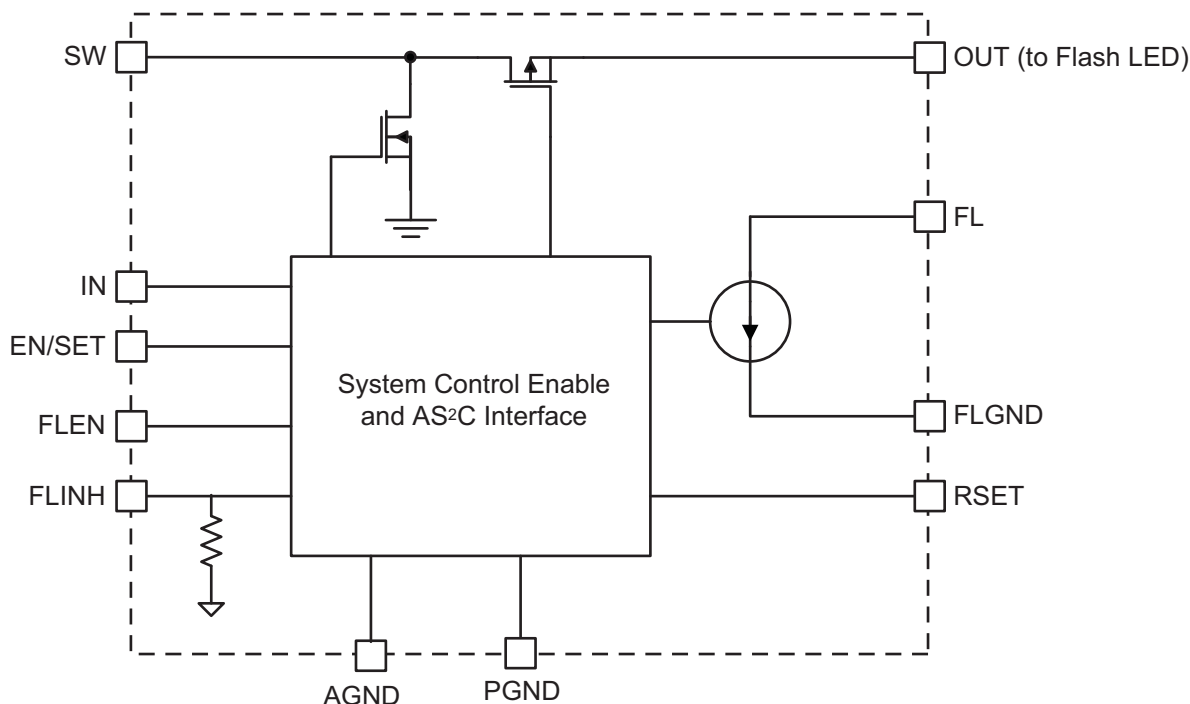 SW
OUT (to Flash LED)
FL
IN
EN/SET
System Control Enable
and AS²C Interface
FLEN
FLGND
FLINH
RSET
AGND
PGND